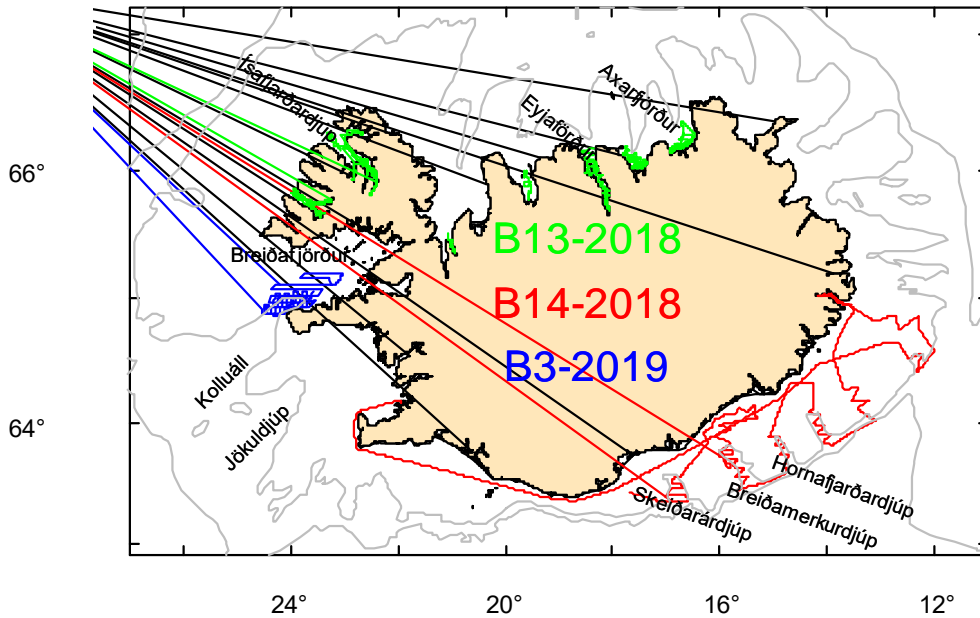 Ísafjarðardjúp
Axarfjörður
Eyjafjörður
66°
B13-2018
Breiðafjörður
B14-2018
B3-2019
Kolluáll
64°
Jökuldjúp
Hornafjarðardjúp
Breiðamerkurdjúp
Skeiðarárdjúp
24°
20°
16°
12°